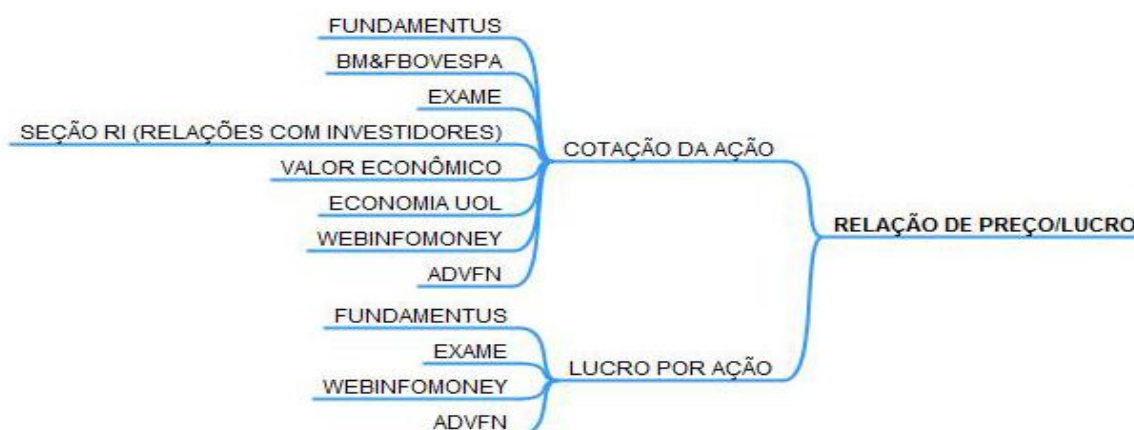 FUNDAMENTUS
BM&FBOVESPA
EXAME
SEÇÃO RI (RELAÇÕES COM INVESTIDORES)
VALOR ECONÔMICO
ECONOMIA UOL
WEBINFOMONEY
ADVFN
COTAÇÃO DA AÇÃO
RELAÇÃO DE PREÇO/LUCRO
FUNDAMENTUS
EXAME
WEBINFOMONEY
ADVFN
LUCRO POR AÇÃO